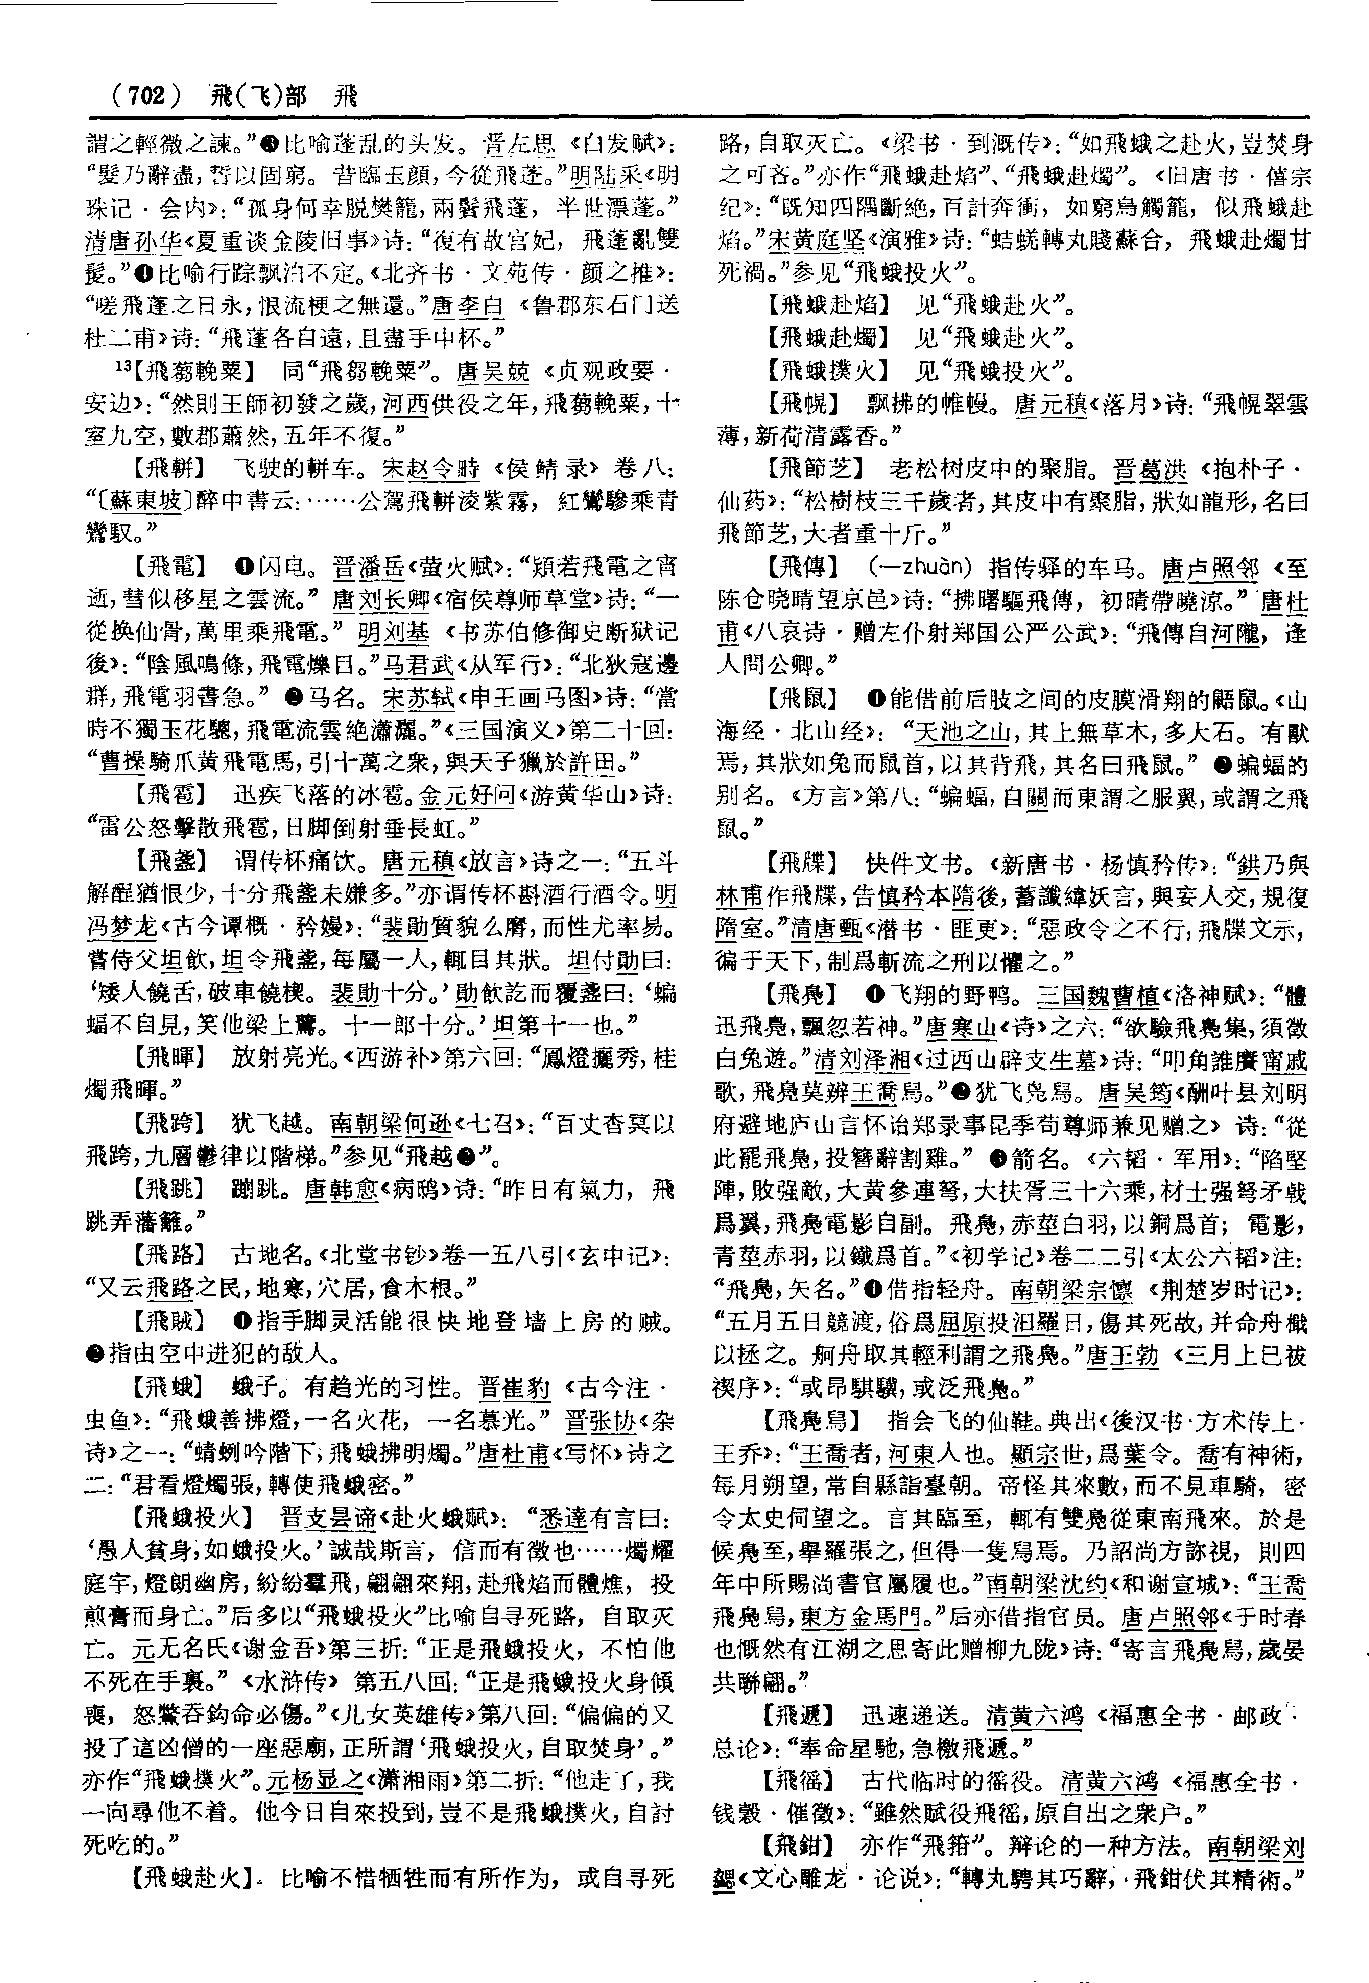 (702) 飛(飞)部 飛
謂之輕微之諫。”❸比喻蓬乱的头发。晋左思《白发赋》：
“髮乃辭盡，誓以固窮。昔臨玉顔，今從飛蓬。”明陆采《明
珠记·会内》：“孤身何幸脱樊籠，兩鬢飛蓬，半世漂蓬。”
清唐孙华《夏重谈金陵旧事》诗：“復有故宫妃，飛蓬亂雙
髮。”❹比喻行踪飘泊不定。《北齐书·文苑传·颜之推》：
“嗟飛蓬之日永，恨流梗之無還。”唐李白《鲁郡东石门送
杜二甫》诗：“飛蓬各自遠，且盡手中杯。”
13【飛蒭輓粟】 同“飛芻輓粟”。唐吴兢《贞观政要·
安边》：“然則王師初發之歲，河西供役之年，飛蒭輓粟，十
室九空，數郡蕭然，五年不復。”
【飛輧】 飞驶的軿车。宋赵令畤《侯鲭录》卷八：
“〔蘇東坡〕醉中書云：……公駕飛軿淩紫霧，紅鸞驂乘青
鸞馭。”
【飛電】 ❶闪电。晋潘岳《萤火赋》：“熲若飛電之宵
逝，彗似移星之雲流。”唐刘长卿《宿侯尊师草堂》诗：“一
從换仙骨，萬里乘飛電。”明刘基《书苏伯修御史断狱记
後》：“陰風鳴條，飛電爍目。”马君武《从军行》：“北狄寇邊
群，飛電羽書急。” ❷马名。宋苏轼《申王画马图》诗：“當
時不獨玉花驄，飛電流雲絶瀟灑。”《三国演义》第二十回：
“曹操騎爪黄飛電馬，引十萬之衆，與天子獵於許田。”
【飛雹】 迅疾飞落的冰雹。金元好问《游黄华山》诗：
“雷公怒擊散飛雹，日脚倒射垂長虹。”
【飛盞】 谓传杯痛饮。唐元稹《放言》诗之一：“五斗
解酲猶恨少，十分飛盞未嫌多。”亦谓传杯斟酒行酒令。明
冯梦龙《古今谭概·矜嫚》：“裴勛質貌么麿，而性尤率易。
嘗侍父坦飲，坦令飛盞，每屬一人，輒目其狀。坦付勛曰：
‘矮人饒舌，破車饒楔。裴勛十分。’勛飲訖而覆盞曰：‘蝙
蝠不自見，笑他梁上鷰。十一郎十分。’坦第十一也。”
【飛暉】 放射亮光。《西游补》第六回：“鳳燈攦秀，桂
燭飛暉。”
【飛跨】 犹飞越。南朝梁何逊《七召》：“百丈杳冥以
飛跨，九層鬱律以階梯。”参见“飛越❷”。
【飛跳】 蹦跳。唐韩愈《病鸱》诗：“昨日有氣力，飛
跳弄藩籬。”
【飛路】 古地名。《北堂书钞》卷一五八引《玄中记》：
“又云飛路之民，地寒，穴居，食木根。”
【飛賊】 ❶指手脚灵活能很快地登墙上房的贼。
❷指由空中进犯的敌人。
【飛蛾】 蛾子。有趋光的习性。晋崔豹《古今注·
虫鱼》：“飛蛾善拂燈，一名火花，一名慕光。”晋张协《杂
诗》之一：“蜻蛚吟階下，飛蛾拂明燭。”唐杜甫《写怀》诗之
二：“君看燈燭張，轉使飛蛾密。”
【飛蛾投火】 晋支昙谛《赴火蛾赋》：“悉達有言曰：
‘愚人貪身，如蛾投火。’誠哉斯言，信而有徵也……燭耀
庭宇，燈朗幽房，紛紛羣飛，翩翩來翔，赴飛焰而體燋，投
煎膏而身亡。”后多以“飛蛾投火”比喻自寻死路，自取灭
亡。元无名氏《谢金吾》第三折：“正是飛蛾投火，不怕他
不死在手裏。”《水浒传》第五八回：“正是飛蛾投火身傾
喪，怒鱉吞鈎命必傷。”《儿女英雄传》第八回：“偏偏的又
投了這凶僧的一座惡廟，正所謂‘飛蛾投火，自取焚身’。”
亦作“飛蛾撲火”。元杨显之《潇湘雨》第二折：“他走了，我
一向尋他不着。他今日自來投到，豈不是飛蛾撲火，自討
死吃的。”
【飛蛾赴火】 比喻不惜牺牲而有所作为，或自寻死
路，自取灭亡。《梁书·到溉传》：“如飛蛾之赴火，豈焚身
之可吝。”亦作“飛蛾赴焰”、“飛蛾赴燭”。《旧唐书·僖宗
纪》：“既知四隅斷絶，百計奔衝，如窮鳥觸籠，似飛蛾赴
焰。”宋黄庭坚《演雅》诗：“蛣蜣轉丸賤蘇合，飛蛾赴燭甘
死禍。”参见“飛蛾投火”。
【飛蛾赴焰】 见“飛蛾赴火”。
【飛蛾赴燭】 见“飛蛾赴火”。
【飛蛾撲火】 见“飛蛾投火”。
【飛幌】 飘拂的帷幔。唐元稹《落月》诗：“飛幌翠雲
薄，新荷清露香。”
【飛節芝】 老松树皮中的聚脂。晋葛洪《抱朴子·
仙药》：“松樹枝三千歲者，其皮中有聚脂，狀如龍形，名曰
飛節芝，大者重十斤。”
【飛傳】 （—zhuàn）指传驿的车马。唐卢照邻《至
陈仓晓晴望京邑》诗：“拂曙驅飛傳，初晴帶曉涼。”唐杜
甫《八哀诗·赠左仆射郑国公严公武》：“飛傳自河隴，逢
人問公卿。”
【飛鼠】 ❶能借前后肢之间的皮膜滑翔的鼯鼠。《山
海经·北山经》：“天池之山，其上無草木，多大石。有獸
焉，其狀如兔而鼠首，以其背飛，其名曰飛鼠。” ❷蝙蝠的
别名。《方言》第八：“蝙蝠，自關而東謂之服翼，或謂之飛
鼠。”
【飛牒】 快件文书。《新唐书·杨慎矜传》：“鉷乃與
林甫作飛牒，告慎矜本隋後，蓄讖緯妖言，與妄人交，規復
隋室。”清唐甄《潜书·匪更》：“惡政令之不行，飛牒文示，
徧于天下，制爲斬流之刑以懼之。”
【飛鳧】 ❶飞翔的野鸭。三国魏曹植《洛神赋》：“體
迅飛鳧，飄忽若神。”唐寒山《诗》之六：“欲驗飛鳧集，須徵
白兔遊。”清刘泽湘《过西山辟支生墓》诗：“叩角誰賡甯戚
歌，飛鳧莫辨王喬舄。”❷犹飞凫舄。唐吴筠《酬叶县刘明
府避地庐山言怀诒郑录事昆季苟尊师兼见赠之》诗：“從
此罷飛鳧，投簪辭割雞。” ❸箭名。《六韬·军用》：“陷堅
陣，敗强敵，大黄參連弩，大扶胥三十六乘，材士强弩矛戟
爲翼，飛鳧電影自副。飛鳧，赤莖白羽，以銅爲首；電影，
青莖赤羽，以鐵爲首。”《初学记》卷二二引《太公六韬》注：
“飛鳧，矢名。”❹借指轻舟。南朝梁宗懔《荆楚岁时记》：
“五月五日競渡，俗爲屈原投汨羅日，傷其死故，并命舟檝
以拯之。舸舟取其輕利謂之飛鳧。”唐王勃《三月上巳祓
禊序》：“或昂騏驥，或泛飛鳧。”
【飛鳧舄】 指会飞的仙鞋。典出《後汉书·方术传上·
王乔》：“王喬者，河東人也。顯宗世，爲葉令。喬有神術，
每月朔望，常自縣詣臺朝。帝怪其來數，而不見車騎，密
令太史伺望之。言其臨至，輒有雙鳧從東南飛來。於是
候鳧至，舉羅張之，但得一隻舄焉。乃詔尚方診視，則四
年中所賜尚書官屬履也。”南朝梁沈约《和谢宣城》：“王喬
飛鳧舄，東方金馬門。”后亦借指官员。唐卢照邻《于时春
也慨然有江湖之思寄此赠柳九陇》诗：“寄言飛鳧舄，歲晏
共聯翩。”
【飛遞】 迅速递送。清黄六鸿《福惠全书·邮政·
总论》：“奉命星馳，急檄飛遞。”
【飛徭】 古代临时的徭役。清黄六鸿《福惠全书·
钱穀·催徵》：“雖然賦役飛徭，原自出之衆户。”
【飛鉗】 亦作“飛箝”。辩论的一种方法。南朝梁刘
勰《文心雕龙·论说》：“轉丸騁其巧辭，飛鉗伏其精術。”